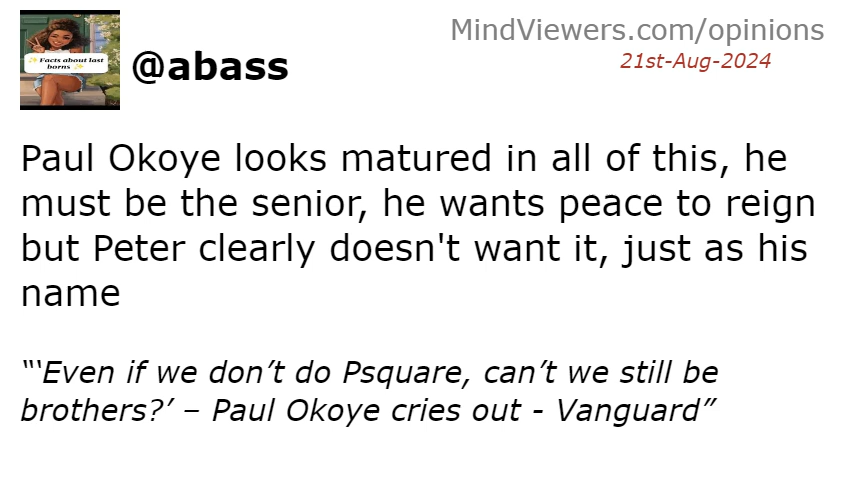 MindViewers.com/opinions
21st-Aug-2024
✨ Facts about last
borns ✨
@abass
Paul Okoye looks matured in all of this, he
must be the senior, he wants peace to reign
but Peter clearly doesn't want it, just as his
name
“‘Even if we don’t do Psquare, can’t we still be
brothers?’ – Paul Okoye cries out - Vanguard”